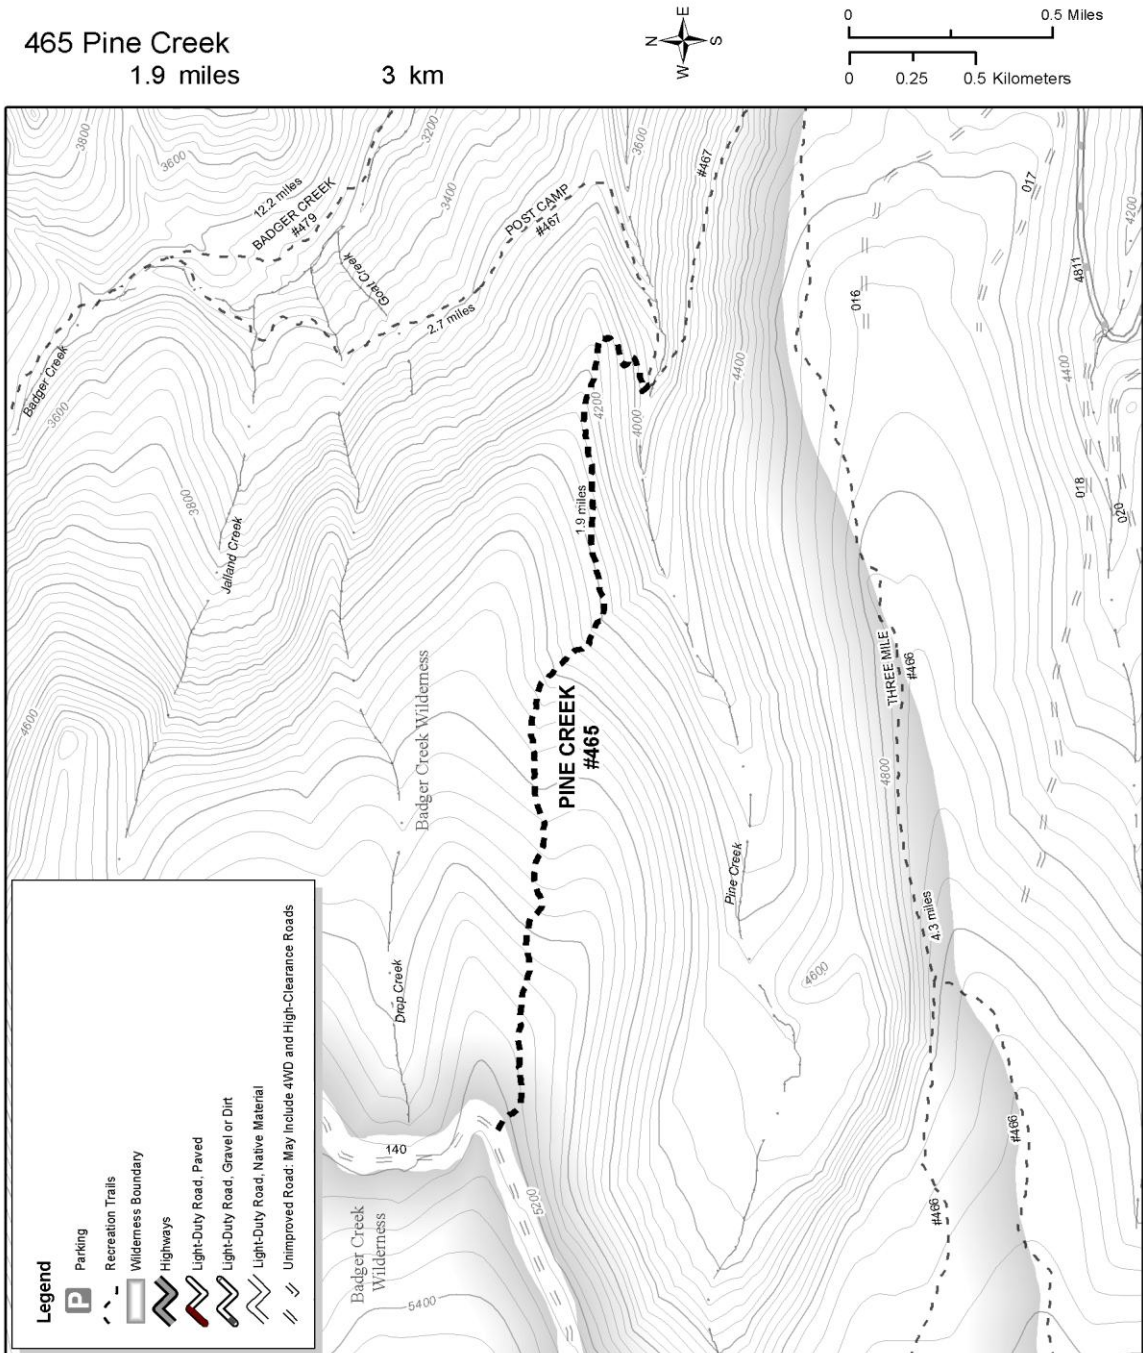 465 Pine Creek
1.9 miles 3 km
N
E
S
W
0 0.5 Miles
0 0.25 0.5 Kilometers
3800
3600
3200
3400
3600
12.2 miles
BADGER CREEK
#479
POST CAMP
#467
#467
Goat Creek
2.7 miles
Badger Creek
3600
3800
Jalland Creek
4600
4200
4000
1.9 miles
4400
017
016
4811
4200
4400
018
020
Badger Creek Wilderness
PINE CREEK
#465
THREE MILE
#466
4800
Pine Creek
4.3 miles
4600
Drop Creek
140
5200
Badger Creek
Wilderness
5400
#466
#466
Legend
P Parking
Recreation Trails
Wilderness Boundary
Highways
Light-Duty Road, Paved
Light-Duty Road, Gravel or Dirt
Light-Duty Road, Native Material
Unimproved Road: May Include 4WD and High-Clearance Roads